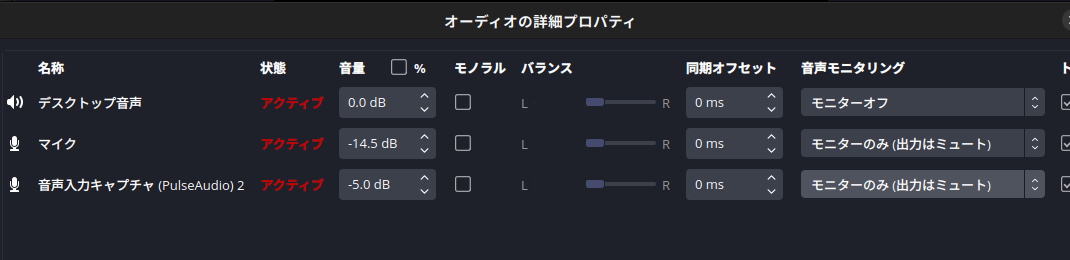 オーディオの詳細プロパティ
名称 状態 音量 % モノラル バランス 同期オフセット 音声モニタリング
デスクトップ音声 アクティブ 0.0 dB L R 0 ms モニターオフ
マイク アクティブ -14.5 dB L R 0 ms モニターのみ (出力はミュート)
音声入力キャプチャ (PulseAudio) 2 アクティブ -5.0 dB L R 0 ms モニターのみ (出力はミュート)